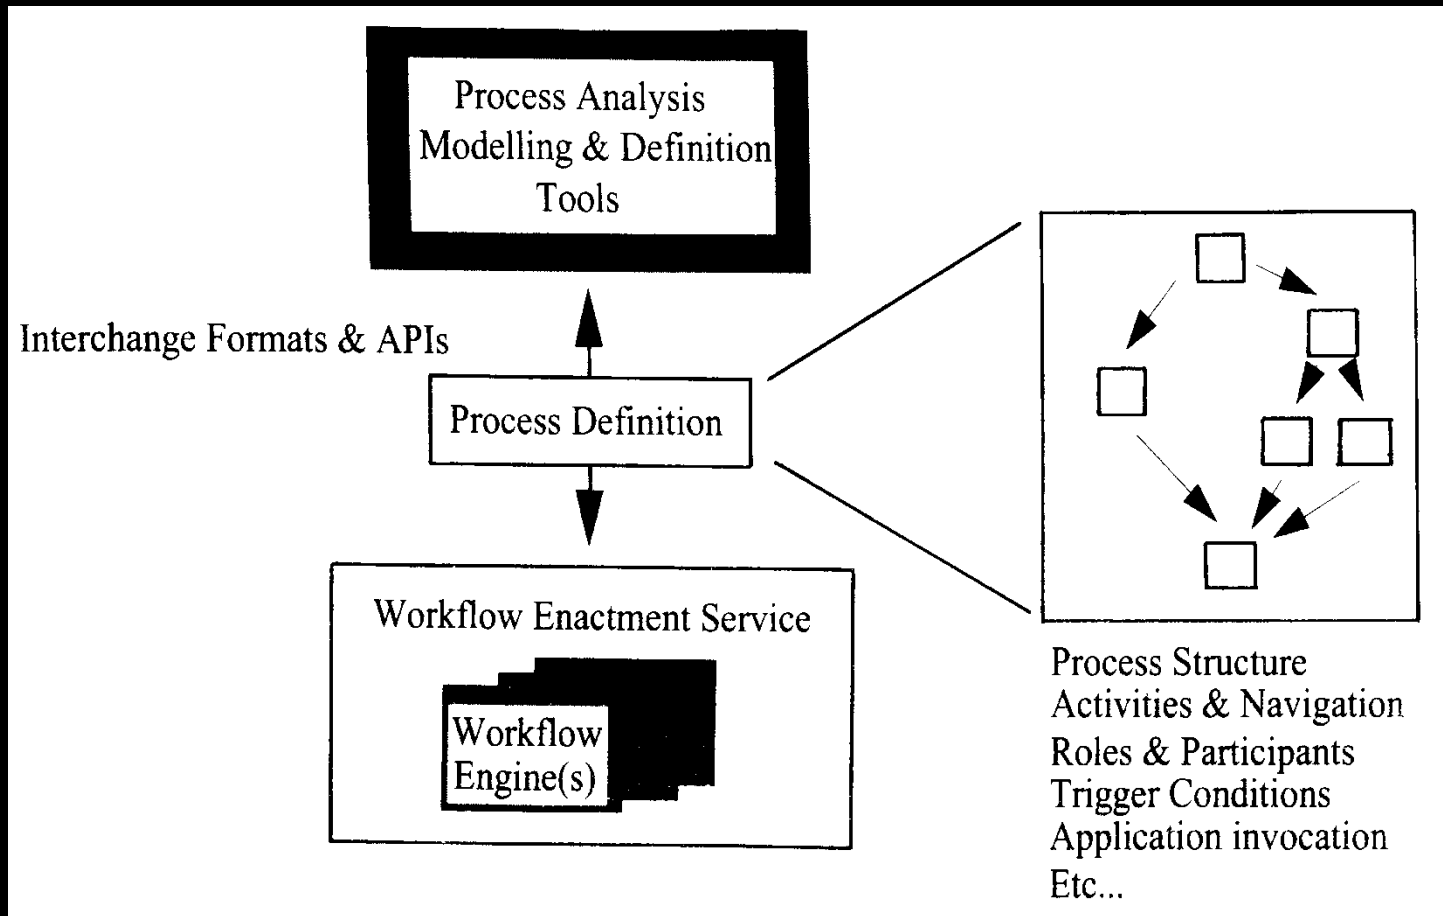 Process Analysis
Modelling & Definition
Tools
Interchange Formats & APIs
Process Definition
Workflow Enactment Service
Workflow
Engine(s)
Process Structure
Activities & Navigation
Roles & Participants
Trigger Conditions
Application invocation
Etc...